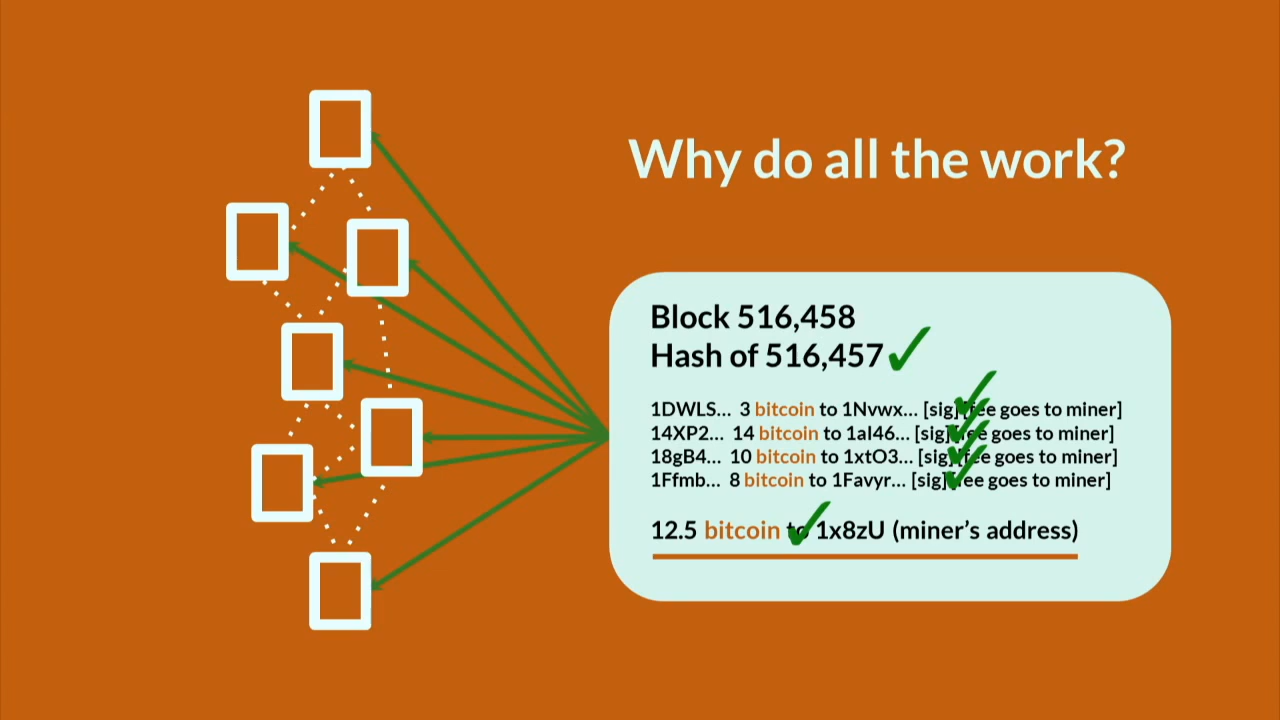 Why do all the work?
Block 516,458
Hash of 516,457
1DWLS... 3 bitcoin to 1Nvwx... [sig] [fee goes to miner]
14XP2... 14 bitcoin to 1aI46... [sig] [fee goes to miner]
18gB4... 10 bitcoin to 1xtO3... [sig] [fee goes to miner]
1Ffmb... 8 bitcoin to 1Favyr... [sig] [fee goes to miner]
12.5 bitcoin to 1x8zU (miner’s address)